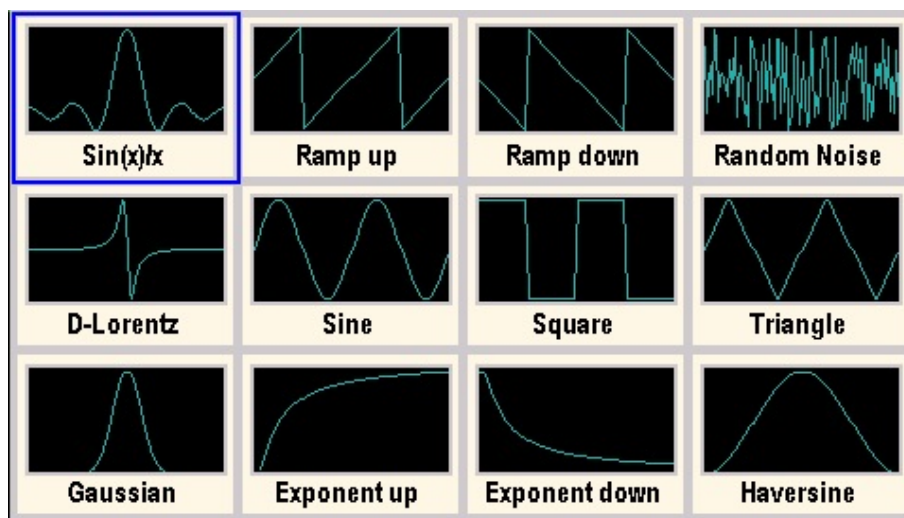 Sin(x)/x Ramp up Ramp down Random Noise
D-Lorentz Sine Square Triangle
Gaussian Exponent up Exponent down Haversine